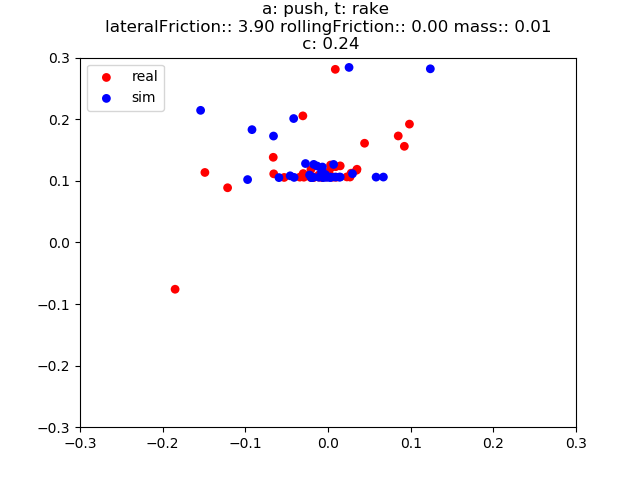 a: push, t: rake
lateralFriction:: 3.90 rollingFriction:: 0.00 mass:: 0.01
c: 0.24
real
sim
0.3
0.2
0.1
0.0
−0.1
−0.2
−0.3
−0.3 −0.2 −0.1 0.0 0.1 0.2 0.3